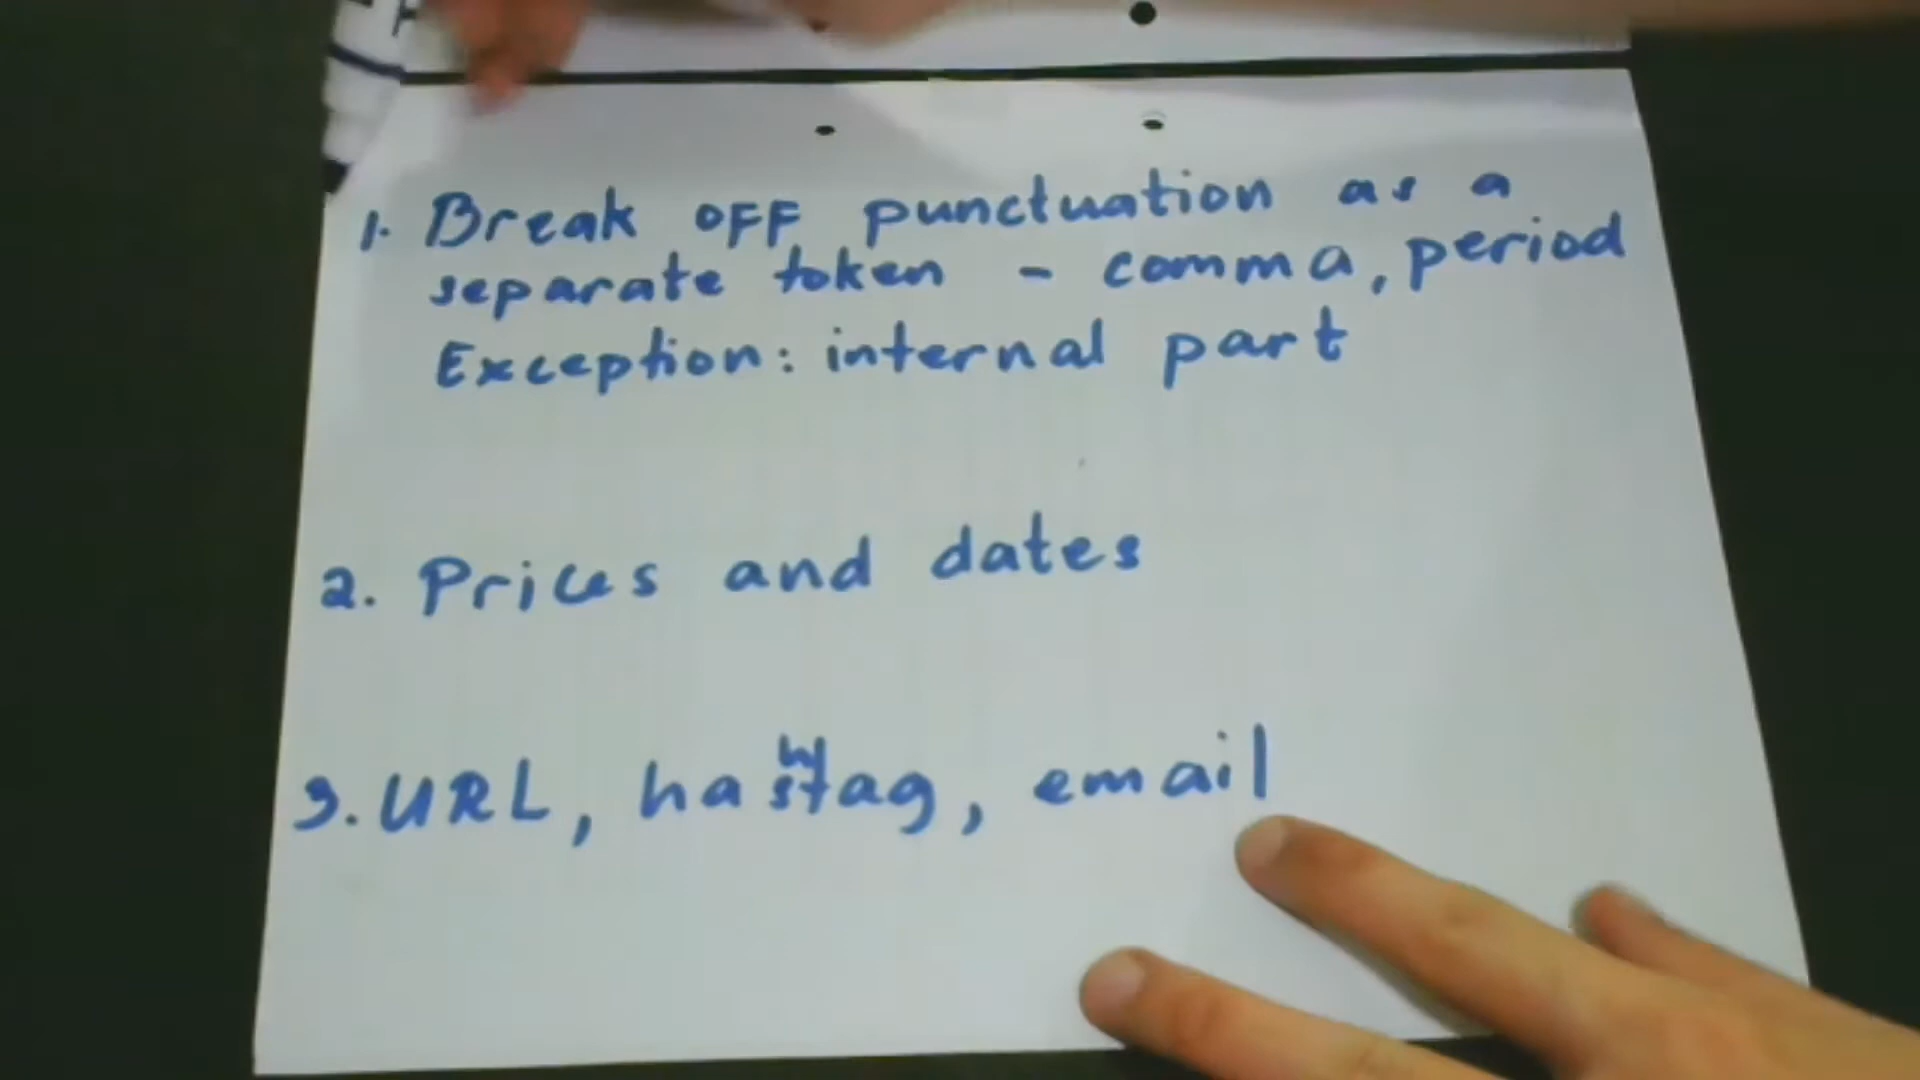 1. Break off punctuation as a
separate token - comma, period
Exception: internal part
2. Prices and dates
3. URL, hashtag, email